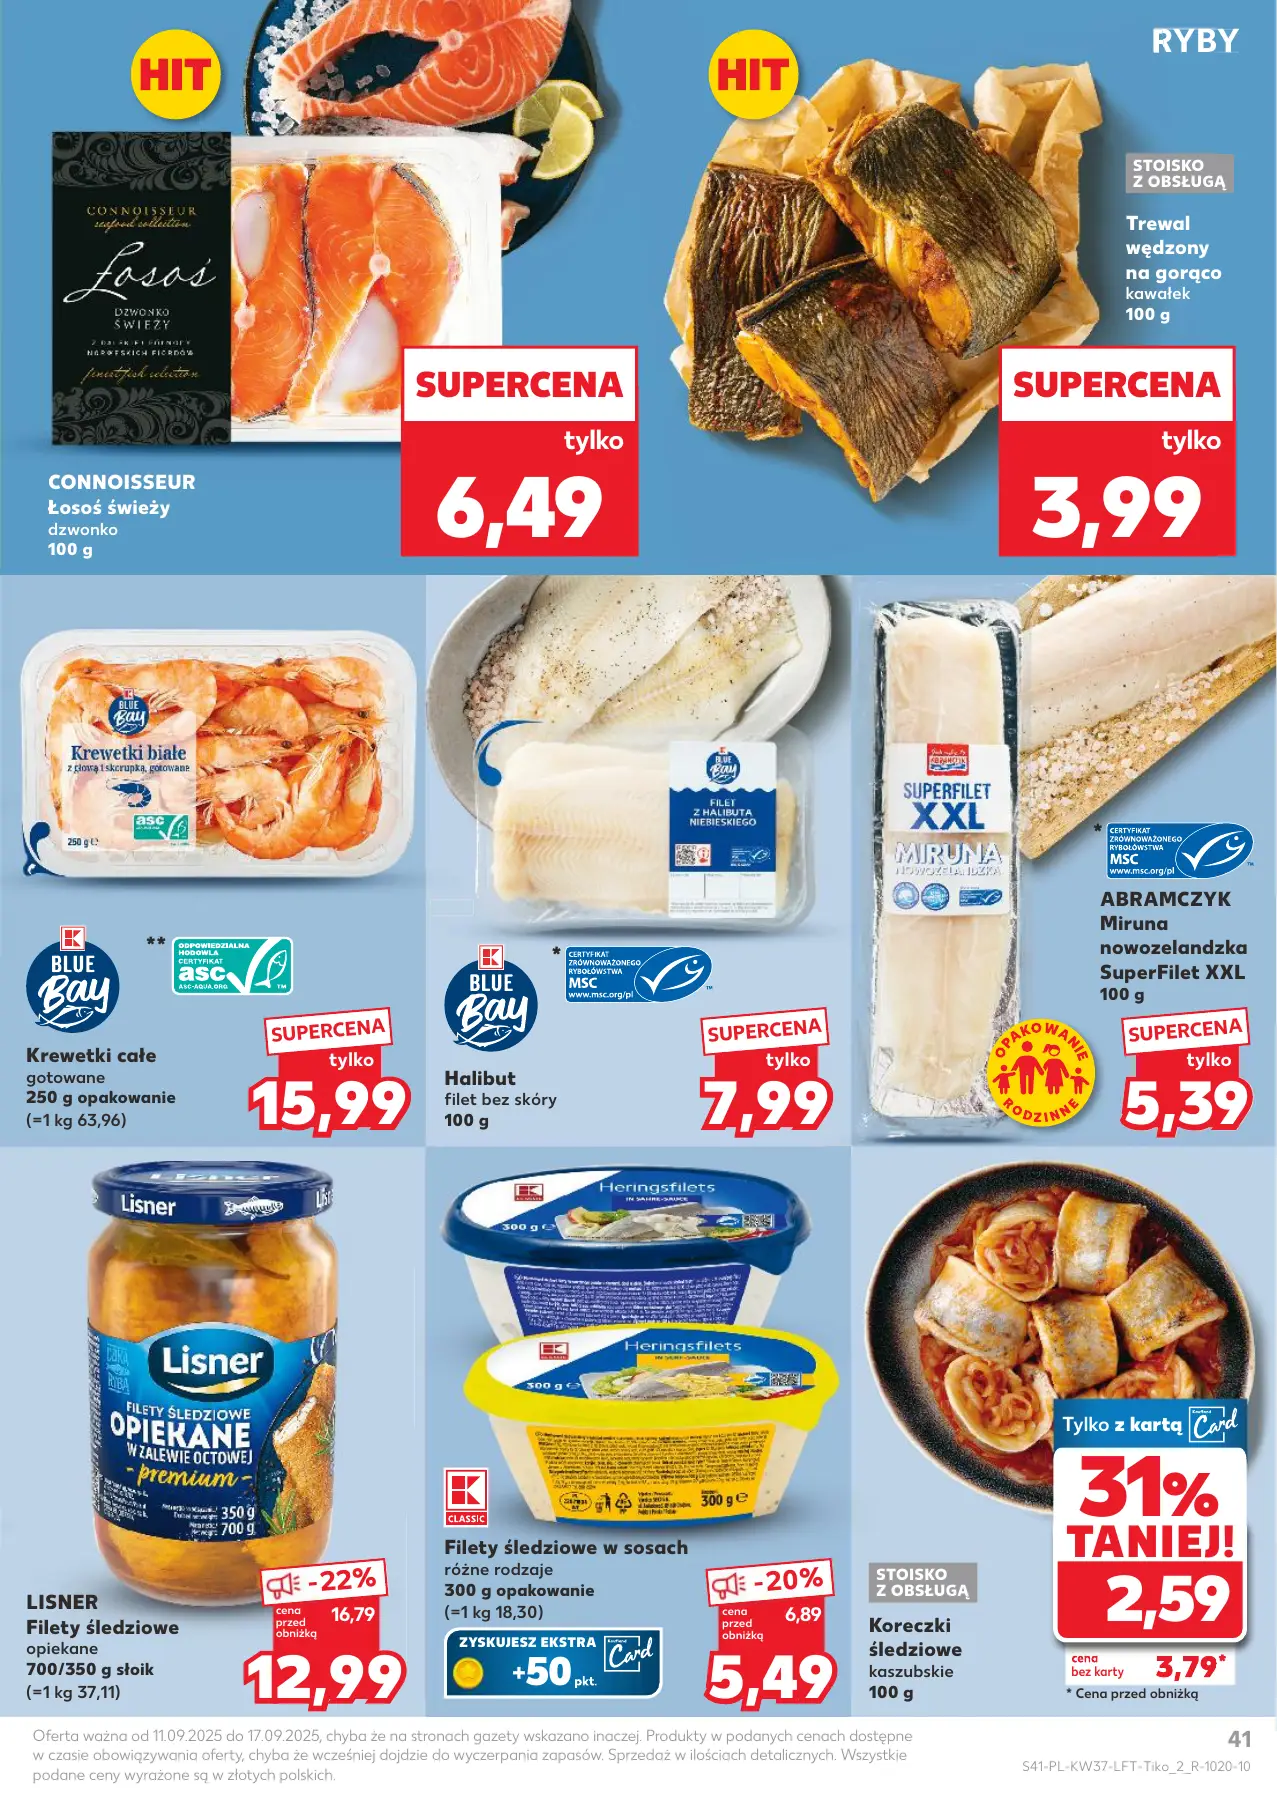 RYBY
HIT
HIT
CONNOISSEUR
seafood collection
Łosoś
DZWONKO
ŚWIEŻY
Z DALEKIEJ PÓŁNOCY
NORWESKICH FIORDÓW
finest fish selection
CONNOISSEUR
Łosoś świeży
dzwonko
100 g
SUPERCENA
tylko
6,49
STOISKO
Z OBSŁUGĄ
Trewal
wędzony
na gorąco
kawałek
100 g
SUPERCENA
tylko
3,99
BLUE
Bay
Krewetki białe
z głową i skorupką, gotowane
asc
250 g ℮
BLUE
Bay
**
ODPOWIEDZIALNA
HODOWLA
CERTYFIKAT
asc
ASC-AQUA.ORG
TM
Krewetki całe
gotowane
250 g opakowanie
(=1 kg 63,96)
SUPERCENA
tylko
15,99
BLUE
Bay
FILET
Z HALIBUTA
NIEBIESKIEGO
BLUE
Bay
*
CERTYFIKAT
ZRÓWNOWAŻONEGO
RYBOŁÓWSTWA
MSC
www.msc.org/pl
TM
Halibut
filet bez skóry
100 g
SUPERCENA
tylko
7,99
ABRAMCZYK
SUPERFILET
XXL
MIRUNA
NOWOZELANDZKA
*
CERTYFIKAT
ZRÓWNOWAŻONEGO
RYBOŁÓWSTWA
MSC
www.msc.org/pl
TM
ABRAMCZYK
Miruna
nowozelandzka
SuperFilet XXL
100 g
OPAKOWANIE
RODZINNE
SUPERCENA
tylko
5,39
Lisner
Lisner
CZKA
RYBA
FILETY ŚLEDZIOWE
OPIEKANE
W ZALEWIE OCTOWEJ
- premium -
350 g
700 g
LISNER
Filety śledziowe
opiekane
700/350 g słoik
(=1 kg 37,11)
-22%
cena
przed
obniżką
16,79
12,99
Heringsfilets
IN SAHNE-SAUCE
300 g ℮
Heringsfilets
300 g ℮
300 g ℮
CLASSIC
Filety śledziowe w sosach
różne rodzaje
300 g opakowanie
(=1 kg 18,30)
ZYSKUJESZ EKSTRA
+50 pkt.
Kaufland
Card
-20%
cena
przed
obniżką
6,89
5,49
STOISKO
Z OBSŁUGĄ
Koreczki
śledziowe
kaszubskie
100 g
Tylko z kartą
Kaufland
Card
31%
TANIEJ!
2,59
cena
bez karty
3,79*
* Cena przed obniżką
Oferta ważna od 11.09.2025 do 17.09.2025, chyba że na stronach gazety wskazano inaczej. Produkty w podanych cenach dostępne
w czasie obowiązywania oferty, chyba że wcześniej dojdzie do wyczerpania zapasów. Sprzedaż w ilościach detalicznych. Wszystkie
podane ceny wyrażone są w złotych polskich.
41
S41-PL-KW37-LFT-Tiko_2_R-1020-10